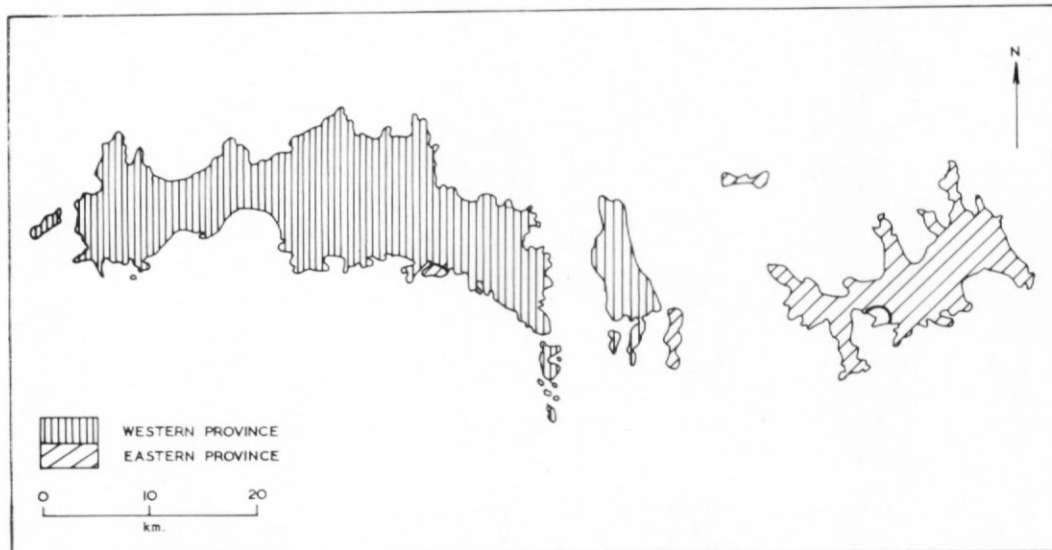 N
WESTERN PROVINCE
EASTERN PROVINCE
0 10 20
km.